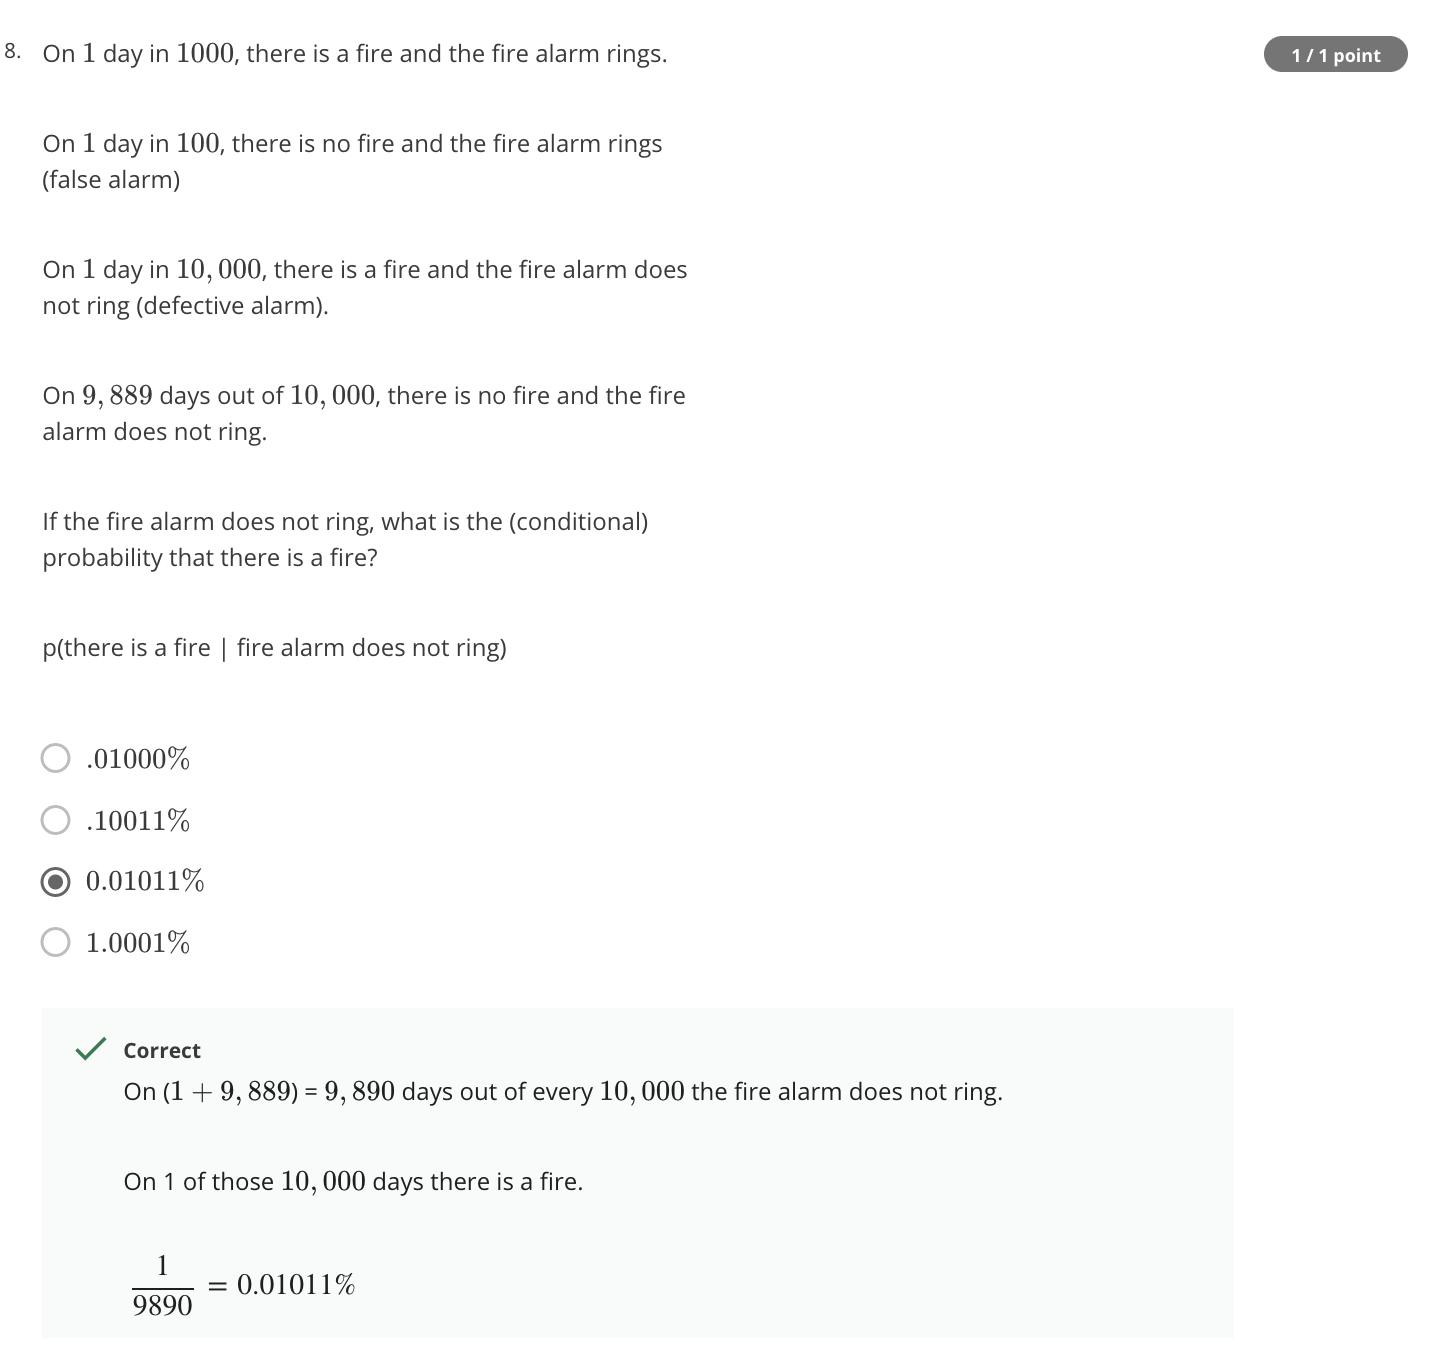 8. On 1 day in 1000, there is a fire and the fire alarm rings.
1 / 1 point
On 1 day in 100, there is no fire and the fire alarm rings
(false alarm)
On 1 day in 10, 000, there is a fire and the fire alarm does
not ring (defective alarm).
On 9, 889 days out of 10, 000, there is no fire and the fire
alarm does not ring.
If the fire alarm does not ring, what is the (conditional)
probability that there is a fire?
p(there is a fire | fire alarm does not ring)
.01000%
.10011%
0.01011%
1.0001%
Correct
On (1 + 9, 889) = 9, 890 days out of every 10, 000 the fire alarm does not ring.
On 1 of those 10, 000 days there is a fire.
1
9890
= 0.01011%